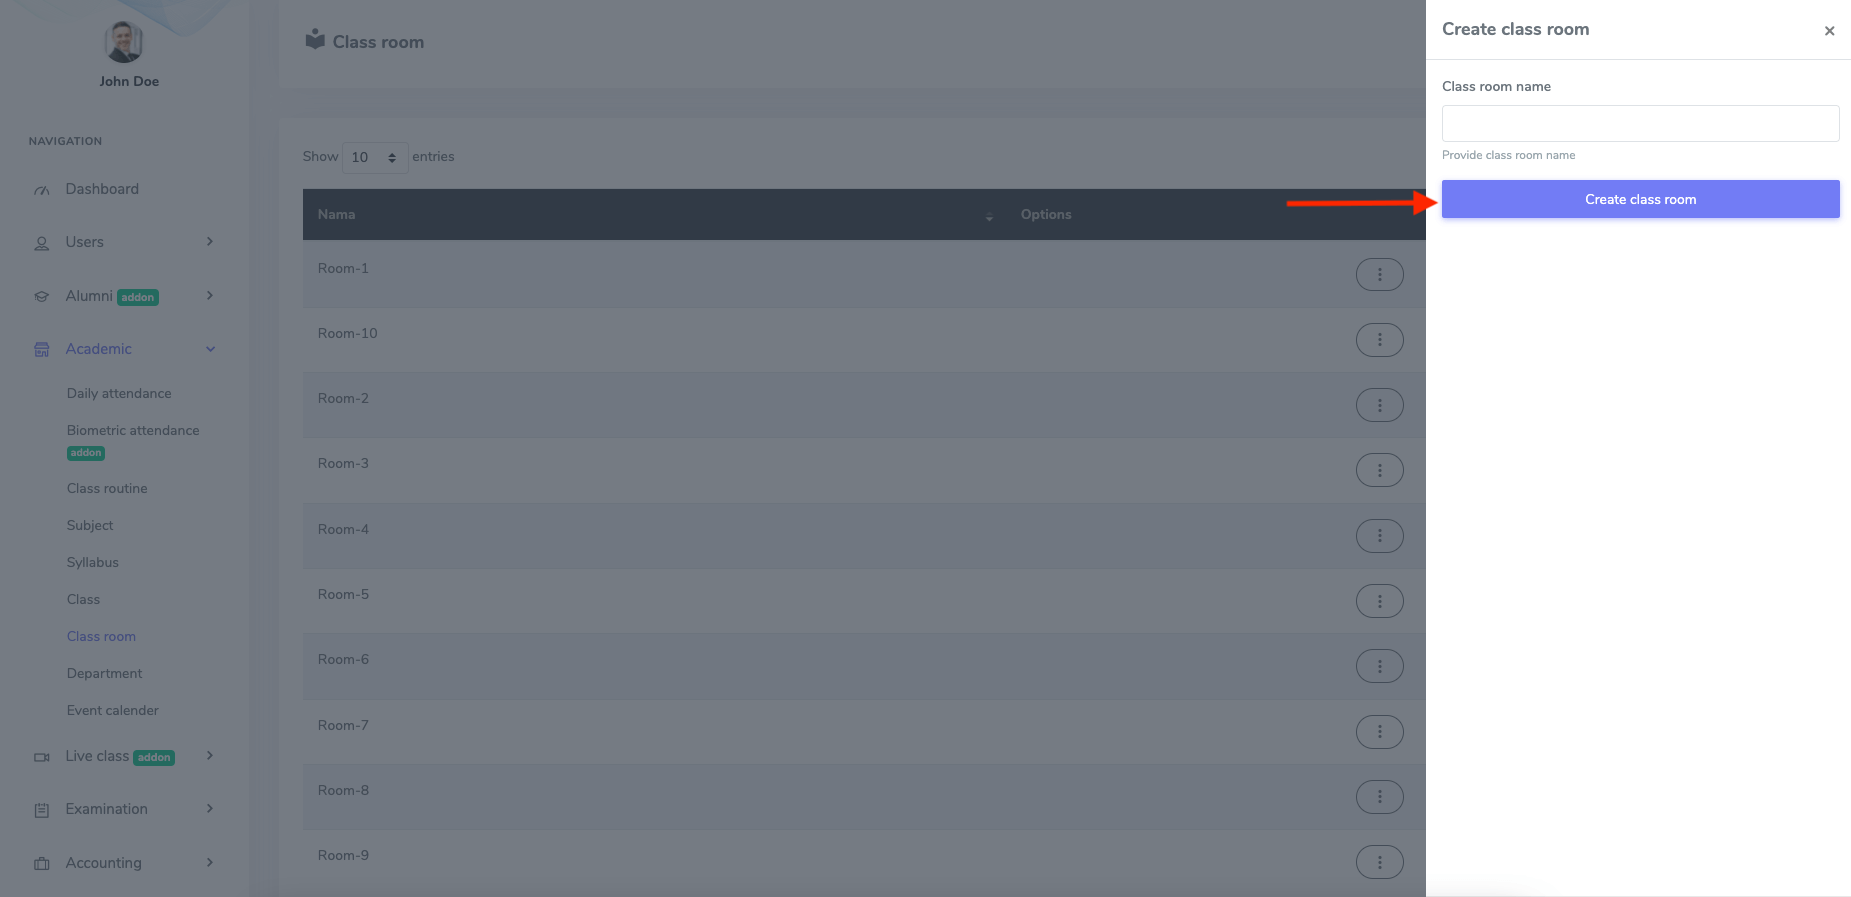 John Doe
NAVIGATION
Dashboard
Users
Alumni addon
Academic
Daily attendance
Biometric attendance
addon
Class routine
Subject
Syllabus
Class
Class room
Department
Event calender
Live class addon
Examination
Accounting
Class room
Show 10 entries
Nama Options
Room-1
Room-10
Room-2
Room-3
Room-4
Room-5
Room-6
Room-7
Room-8
Room-9
Create class room ×
Class room name
Provide class room name
Create class room